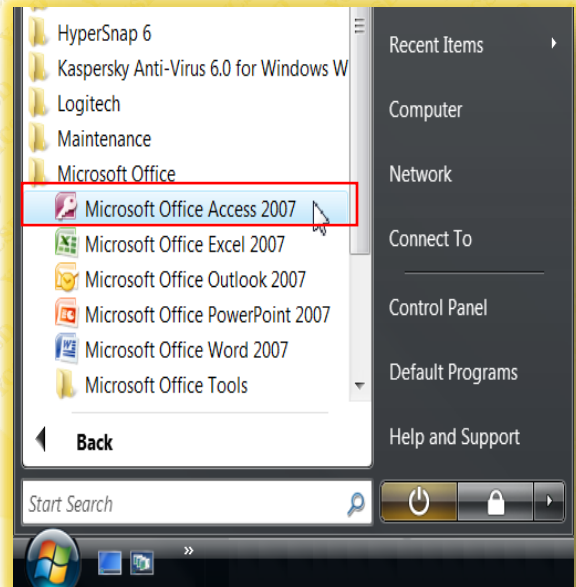 HyperSnap 6
Kaspersky Anti-Virus 6.0 for Windows W
Logitech
Maintenance
Microsoft Office
Microsoft Office Access 2007
Microsoft Office Excel 2007
Microsoft Office Outlook 2007
Microsoft Office PowerPoint 2007
Microsoft Office Word 2007
Microsoft Office Tools
Back
Start Search
Recent Items
Computer
Network
Connect To
Control Panel
Default Programs
Help and Support